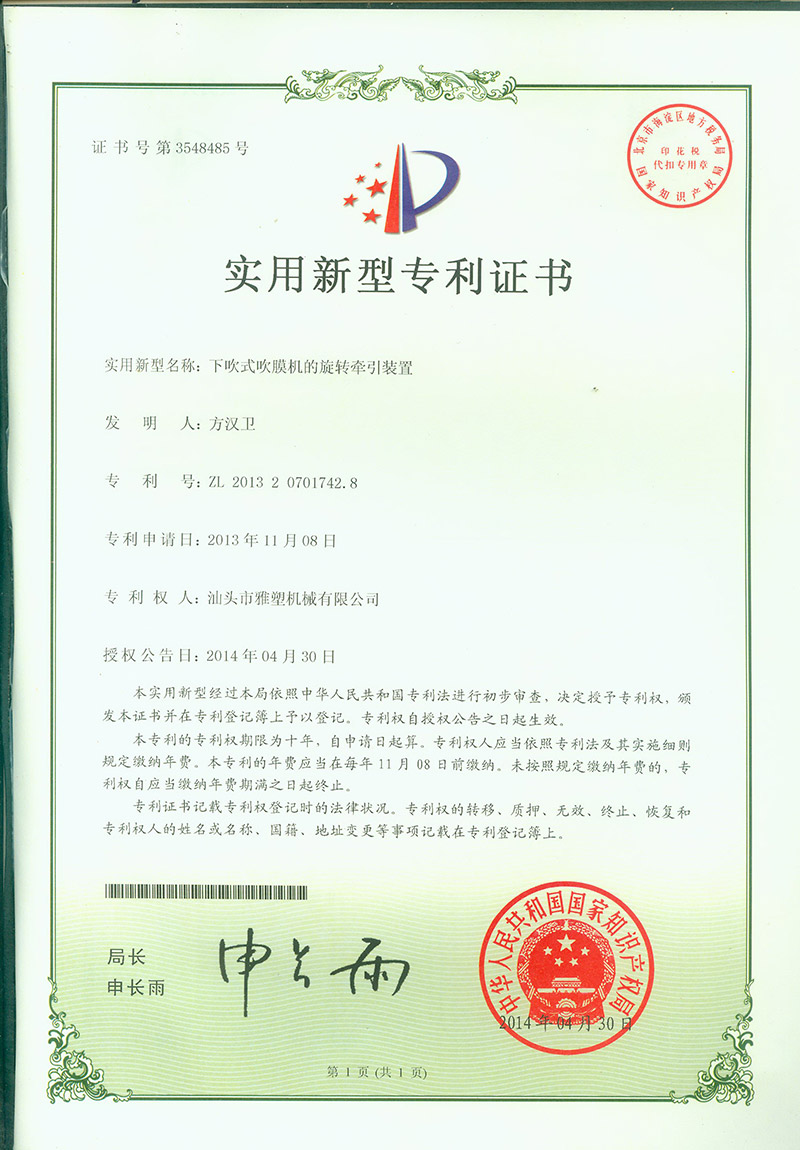 证书号第3548485号
北京市海淀区地方税务局
印花税
代扣专用章
国家知识产权局
实用新型专利证书
实用新型名称：下吹式吹膜机的旋转牵引装置
发 明 人：方汉卫
专 利 号：ZL 2013 2 0701742.8
专利申请日：2013年11月08日
专 利 权 人：汕头市雅塑机械有限公司
授权公告日：2014年04月30日
本实用新型经过本局依照中华人民共和国专利法进行初步审查，决定授予专利权，颁
发本证书并在专利登记簿上予以登记。专利权自授权公告之日起生效。
本专利的专利权期限为十年，自申请日起算。专利权人应当依照专利法及其实施细则
规定缴纳年费。本专利的年费应当在每年11月08日前缴纳。未按照规定缴纳年费的，专
利权自应当缴纳年费期满之日起终止。
专利证书记载专利权登记时的法律状况。专利权的转移、质押、无效、终止、恢复和
专利权人的姓名或名称、国籍、地址变更等事项记载在专利登记簿上。
局长
申长雨
申长雨
中华人民共和国国家知识产权局
2014年04月30日
第1页(共1页)